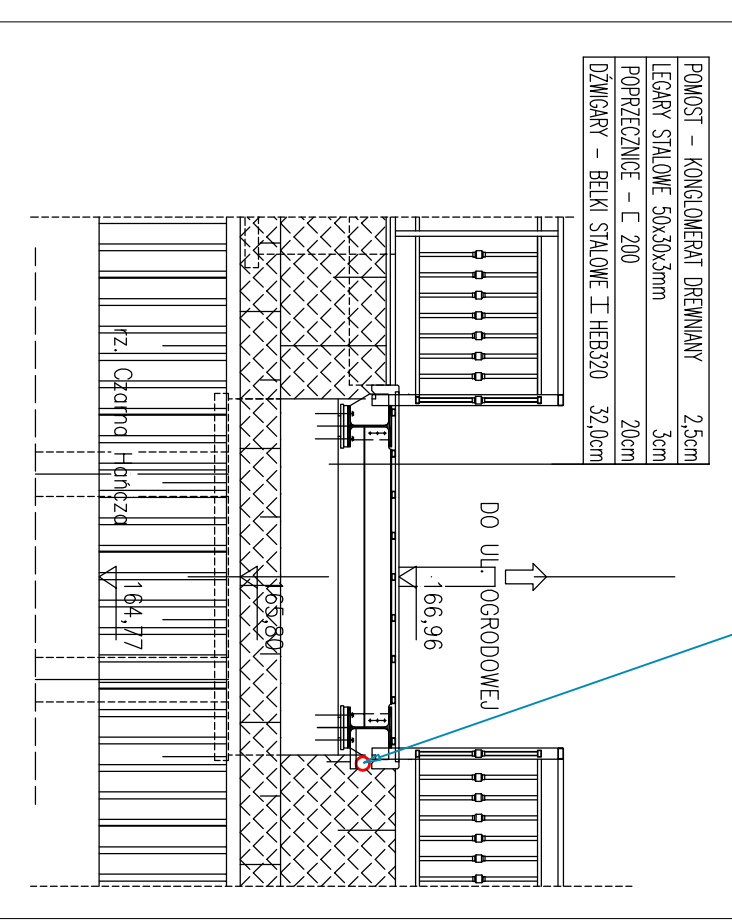 POMOST - KONGLOMERAT DREWNIANY 2,5cm
LEGARY STALOWE 50x30x3mm 3cm
POPRZECZNICE - [ 200 20cm
DŹWIGARY - BELKI STALOWE I HEB320 32,0cm
DO UL. OGRODOWEJ
166,96
165,80
164,77
rz. Czarna Hańcza